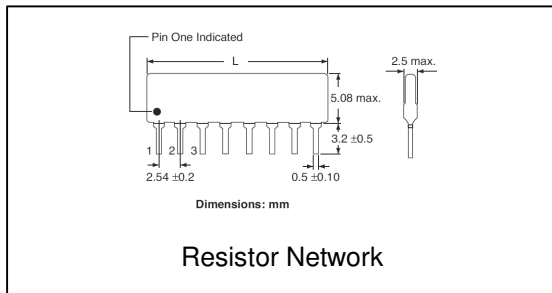 Pin One Indicated
L
2.5 max.
5.08 max.
3.2 ±0.5
1 2 3
2.54 ±0.2
0.5 ±0.10
Dimensions: mm
Resistor Network